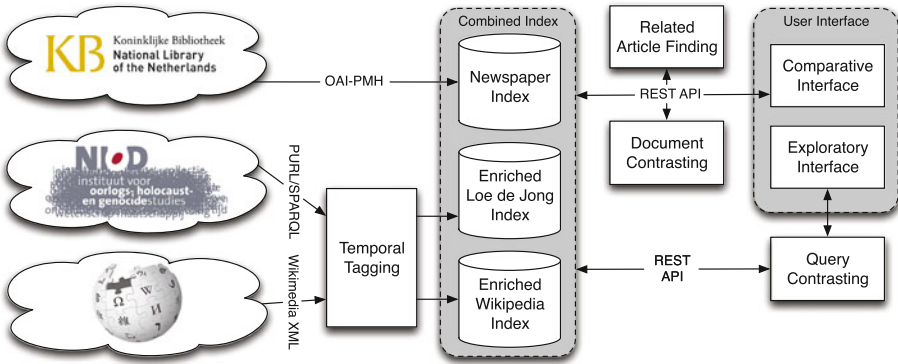 KB Koninklijke Bibliotheek
National Library
of the Netherlands
OAI-PMH
NIOD
instituut voor
oorlogs-, holocaust-
en genocidestudies
PURL/SPARQL
Wikimedia XML
Temporal
Tagging
Combined Index
Newspaper
Index
Enriched
Loe de Jong
Index
Enriched
Wikipedia
Index
Related
Article Finding
REST API
Document
Contrasting
REST
API
User Interface
Comparative
Interface
Exploratory
Interface
Query
Contrasting